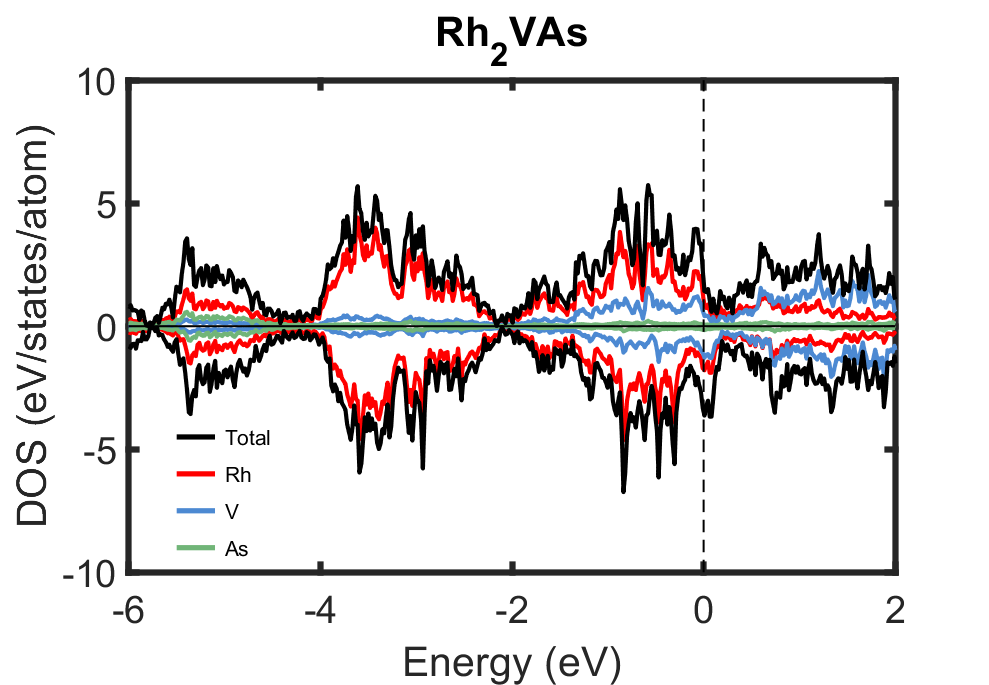 Rh₂VAs
10
5
0
-5
-10
DOS (eV/states/atom)
Total
Rh
V
As
-6 -4 -2 0 2
Energy (eV)